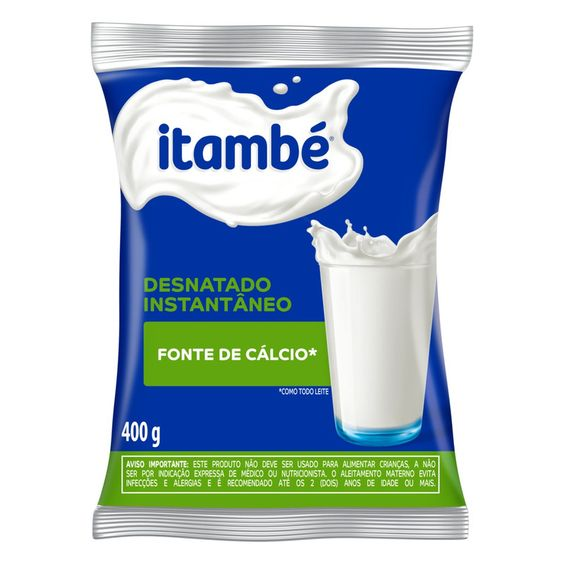 itambé®
DESNATADO
INSTANTÂNEO
FONTE DE CÁLCIO*
*COMO TODO LEITE
400 g
AVISO IMPORTANTE: ESTE PRODUTO NÃO DEVE SER USADO PARA ALIMENTAR CRIANÇAS, A NÃO
SER POR INDICAÇÃO EXPRESSA DE MÉDICO OU NUTRICIONISTA. O ALEITAMENTO MATERNO EVITA
INFECÇÕES E ALERGIAS E É RECOMENDADO ATÉ OS 2 (DOIS) ANOS DE IDADE OU MAIS.